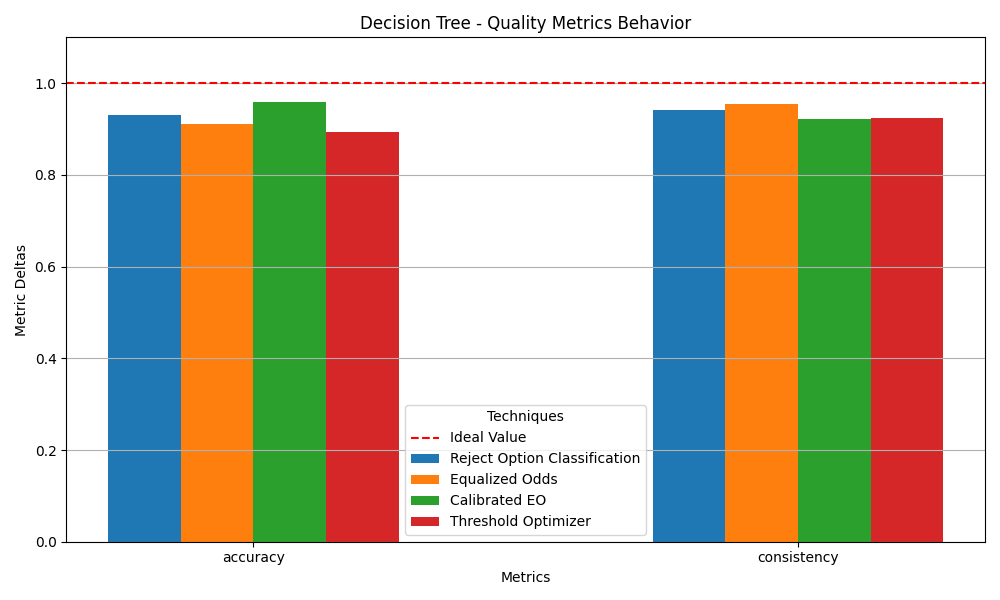 Decision Tree - Quality Metrics Behavior
Metric Deltas
1.0
0.8
0.6
0.4
0.2
0.0
Techniques
Ideal Value
Reject Option Classification
Equalized Odds
Calibrated EO
Threshold Optimizer
accuracy
consistency
Metrics